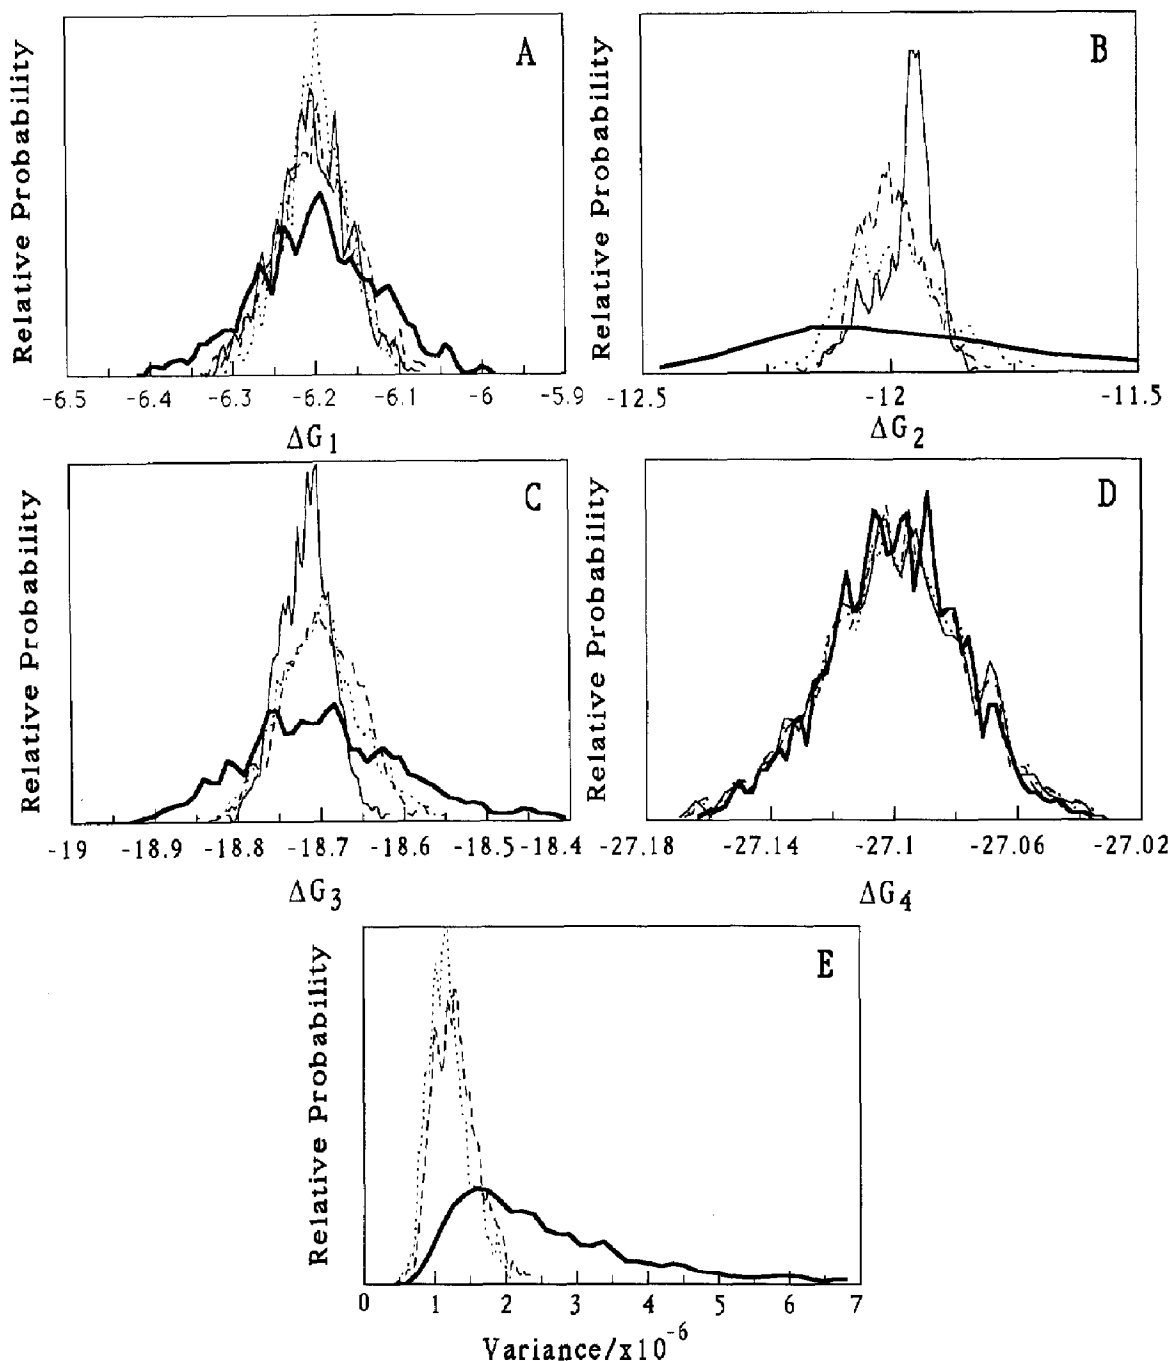 Relative Probability
A
-6.5 -6.4 -6.3 -6.2 -6.1 -6 -5.9
ΔG1
Relative Probability
B
-12.5 -12 -11.5
ΔG2
Relative Probability
C
-19 -18.9 -18.8 -18.7 -18.6 -18.5 -18.4
ΔG3
Relative Probability
D
-27.18 -27.14 -27.1 -27.06 -27.02
ΔG4
Relative Probability
E
0 1 2 3 4 5 6 7
Variance/x10-6